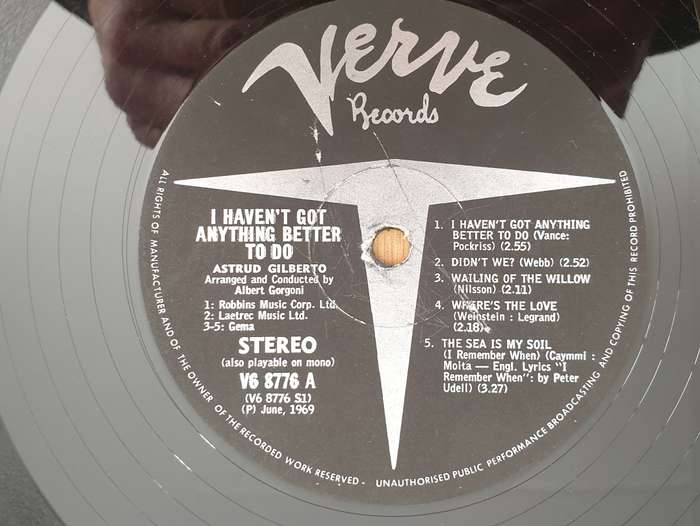 Verve
Records
I HAVEN'T GOT
ANYTHING BETTER
TO DO
ASTRUD GILBERTO
Arranged and Conducted by
Albert Gorgoni
1: Robbins Music Corp. Ltd.
2: Laetrec Music Ltd.
3-5: Gema
STEREO
(also playable on mono)
V6 8776 A
(V6 8776 S1)
(P) June, 1969
1. I HAVEN'T GOT ANYTHING
BETTER TO DO (Vance:
Pockriss) (2.55)
2. DIDN'T WE? (Webb) (2.52)
3. WAILING OF THE WILLOW
(Nilsson) (2.11)
4. WHERE'S THE LOVE
(Weinstein : Legrand)
(2.18)
5. THE SEA IS MY SOIL
(I Remember When) (Caymmi :
Molta — Engl. Lyrics "I
Remember When": by Peter
Udell) (3.27)
ALL RIGHTS OF MANUFACTURER AND OF THE OWNER OF THE RECORDED WORK RESERVED - UNAUTHORISED PUBLIC PERFORMANCE BROADCASTING AND COPYING OF THIS RECORD PROHIBITED